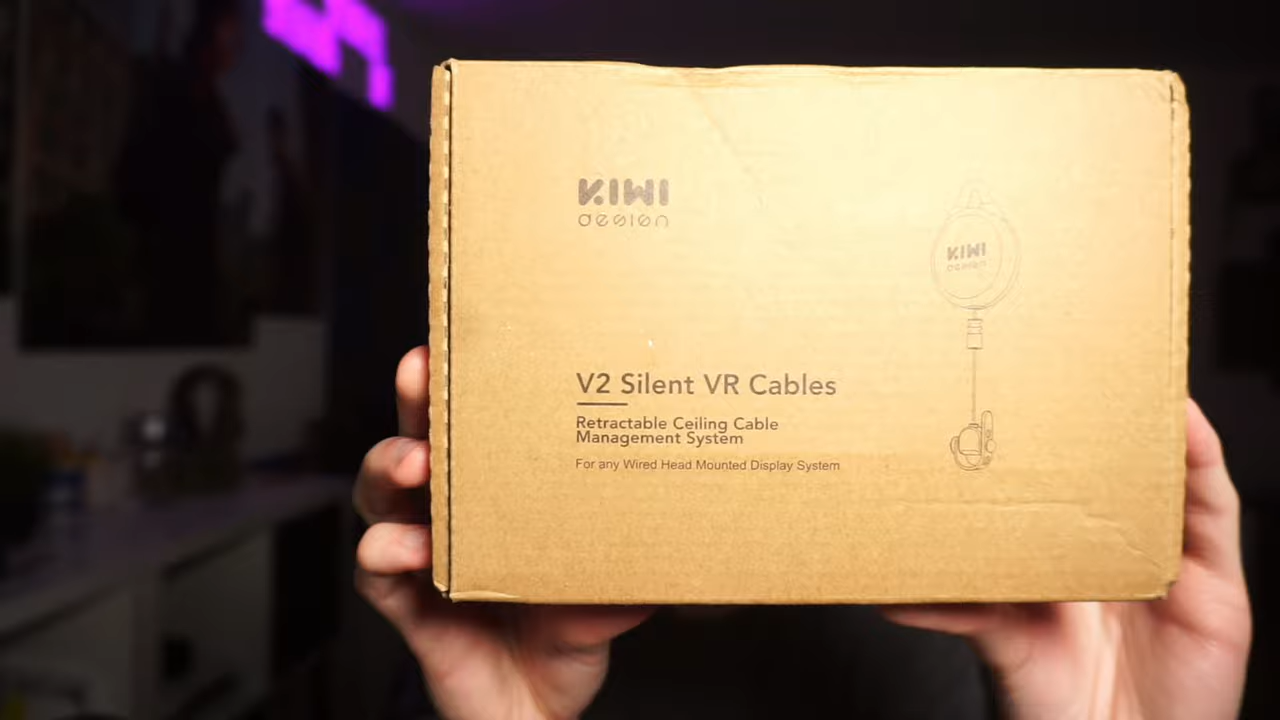 KIWI
design
KIWI
design
V2 Silent VR Cables
Retractable Ceiling Cable
Management System
For any Wired Head Mounted Display System